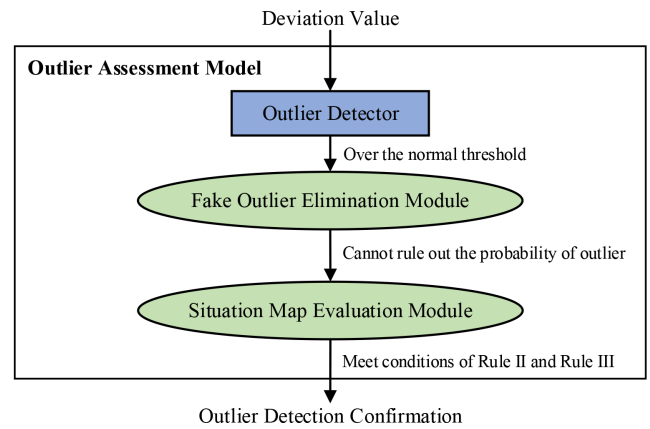 Deviation Value
Outlier Assessment Model
Outlier Detector
Over the normal threshold
Fake Outlier Elimination Module
Cannot rule out the probability of outlier
Situation Map Evaluation Module
Meet conditions of Rule II and Rule III
Outlier Detection Confirmation